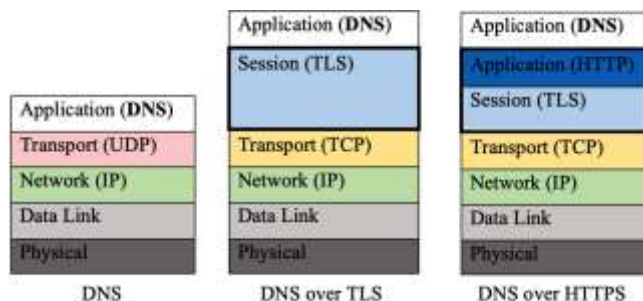 Application (DNS)
Transport (UDP)
Network (IP)
Data Link
Physical
DNS
Application (DNS)
Session (TLS)
Transport (TCP)
Network (IP)
Data Link
Physical
DNS over TLS
Application (DNS)
Application (HTTP)
Session (TLS)
Transport (TCP)
Network (IP)
Data Link
Physical
DNS over HTTPS